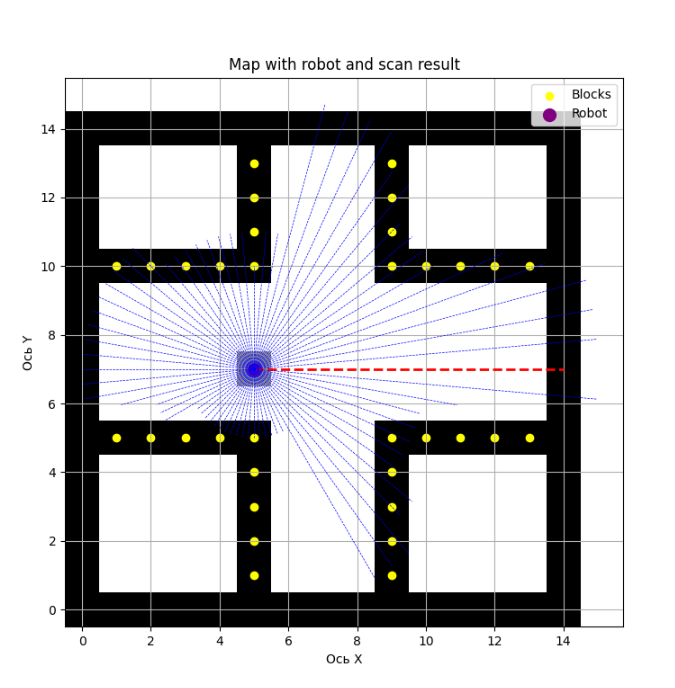 Map with robot and scan result
Blocks
Robot
14
12
10
8
6
4
2
0
Ось Y
0 2 4 6 8 10 12 14
Ось X